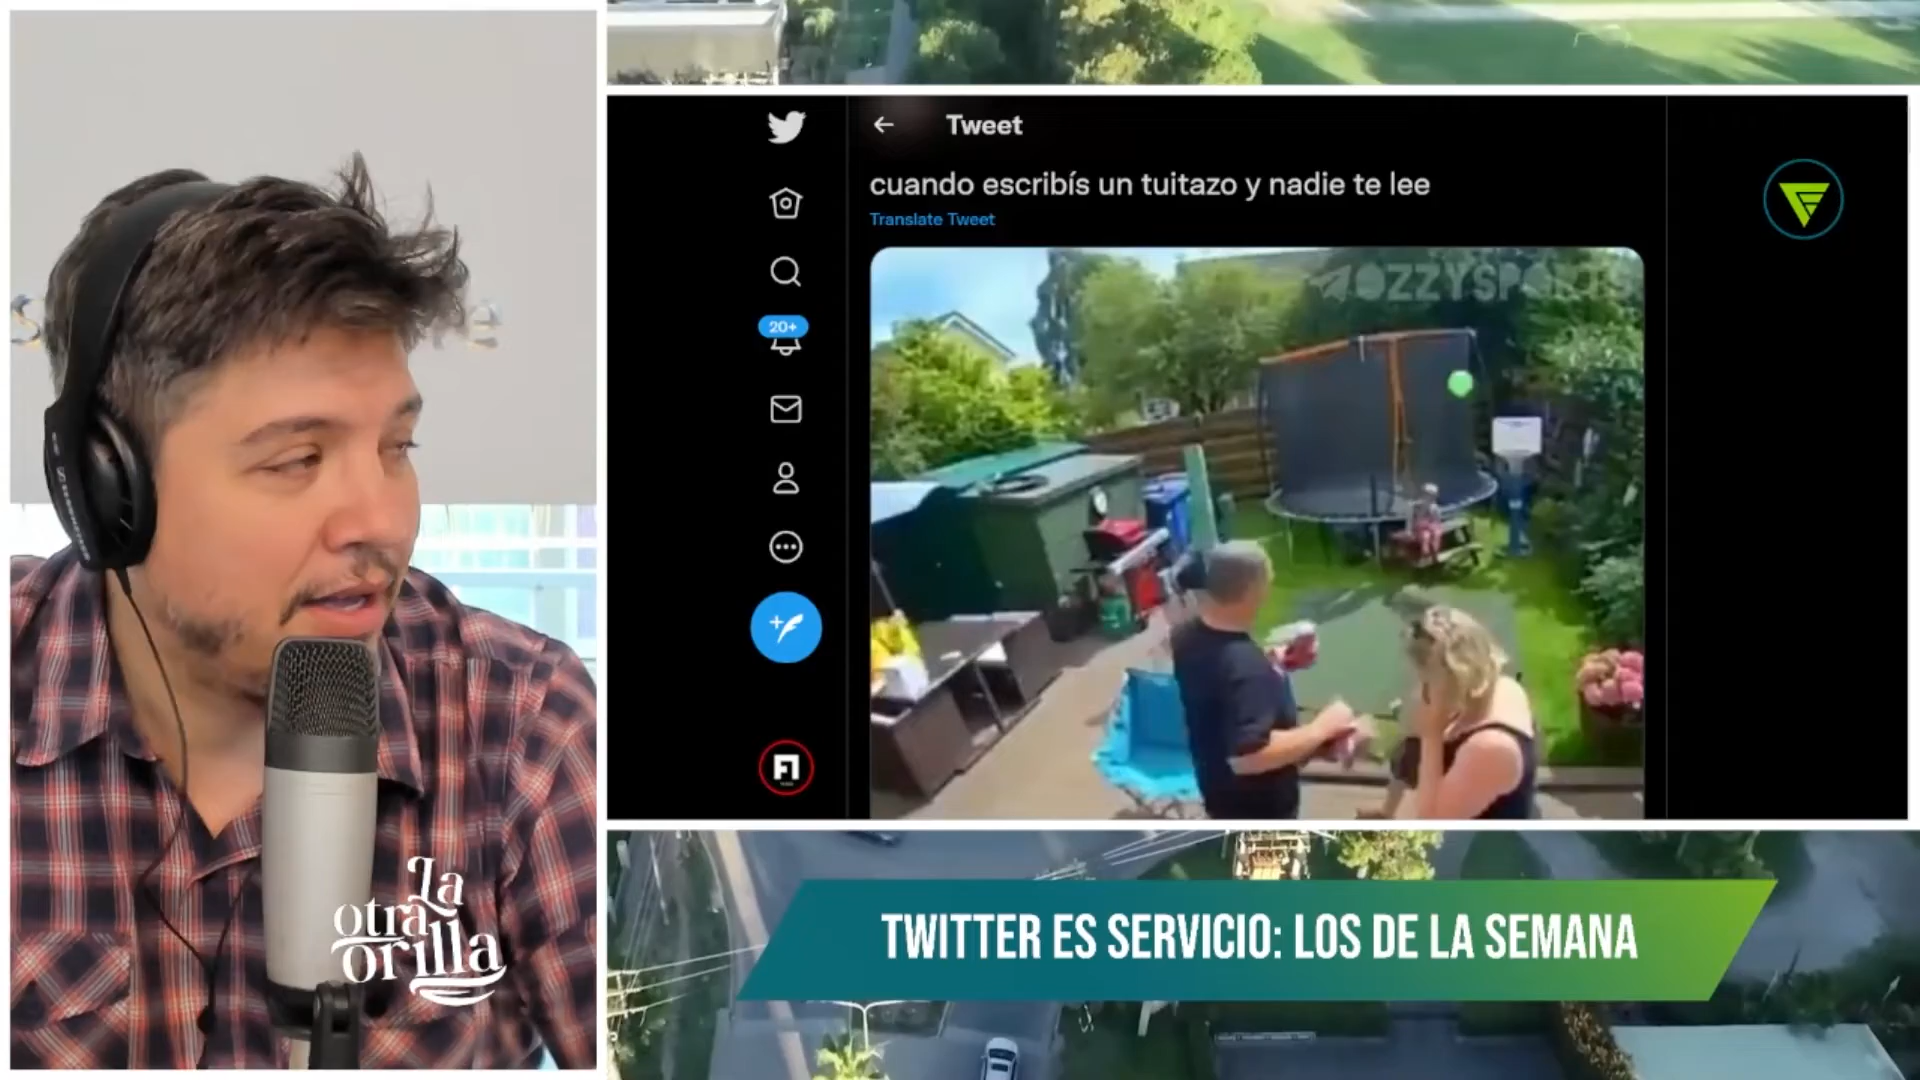 Tweet
cuando escribís un tuitazo y nadie te lee
Translate Tweet
20+
OZZYSPORTS
F1
La
otra
orilla
TWITTER ES SERVICIO: LOS DE LA SEMANA